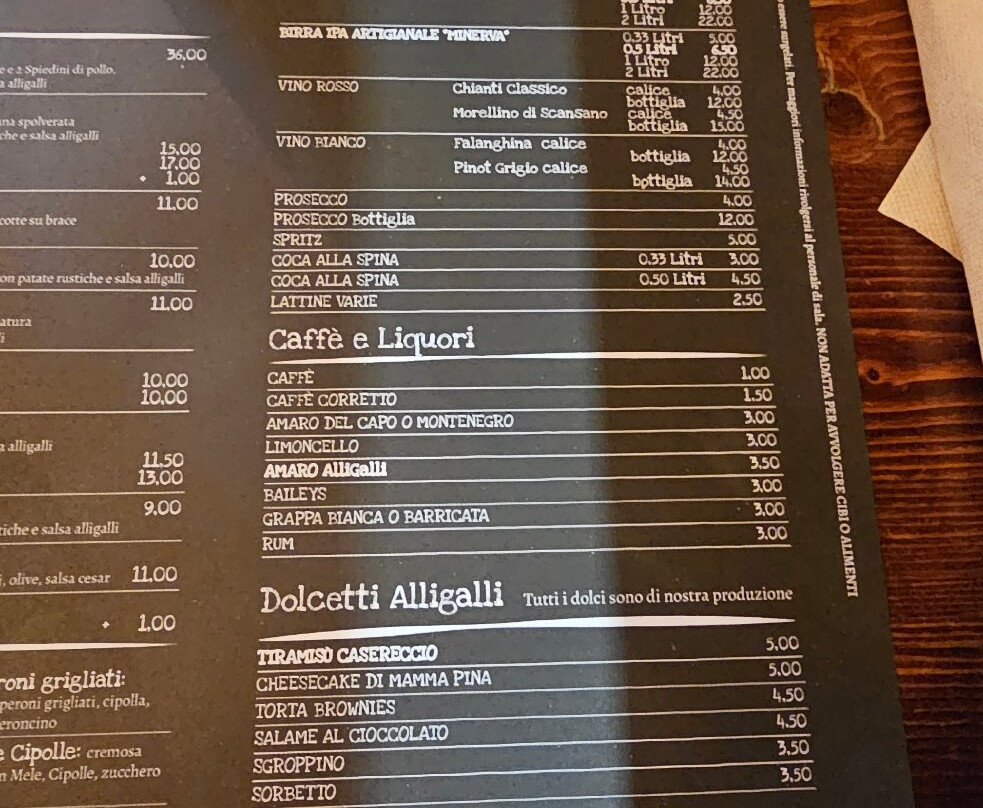 36,00
e e 2 Spiedini di pollo,
a alligalli
na spolverata
che e salsa alligalli
15,00
17,00
+ 1,00
11,00
cotte su brace
10,00
on patate rustiche e salsa alligalli
11,00
atura
10,00
10,00
a alligalli
11,50
13,00
9,00
tiche e salsa alligalli
, olive, salsa cesar 11,00
+ 1,00
roni grigliati:
peroni grigliati, cipolla,
eroncino
e Cipolle: cremosa
n Mele, Cipolle, zucchero
1 Litro 12,00
2 Litri 22,00
BIRRA IPA ARTIGIANALE "MINERVA" 0,33 Litri 5,00
0,5 Litri 6,50
1 Litro 12,00
2 Litri 22,00
VINO ROSSO Chianti Classico calice 4,00
bottiglia 12,00
Morellino di Scansano calice 4,50
bottiglia 15,00
VINO BIANCO Falanghina calice 4,00
bottiglia 12,00
Pinot Grigio calice 4,50
bottiglia 14,00
PROSECCO 4,00
PROSECCO Bottiglia 12,00
SPRITZ 5,00
COCA ALLA SPINA 0,33 Litri 3,00
COCA ALLA SPINA 0,50 Litri 4,50
LATTINE VARIE 2,50
Caffè e Liquori
CAFFÈ 1,00
CAFFÈ CORRETTO 1,50
AMARO DEL CAPO O MONTENEGRO 3,00
LIMONCELLO 3,00
AMARO AlliGalli 3,50
BAILEYS 3,00
GRAPPA BIANCA O BARRICATA 3,00
RUM 3,00
Dolcetti Alligalli Tutti i dolci sono di nostra produzione
TIRAMISÙ CASERECCIO 5,00
CHEESECAKE DI MAMMA PINA 5,00
TORTA BROWNIES 4,50
SALAME AL CIOCCOLATO 4,50
SGROPPINO 3,50
SORBETTO 3,50
o essere congelati. Per maggiori informazioni rivolgersi al personale di sala. NON ADATTA PER AVVOLGERE CIBI O ALIMENTI